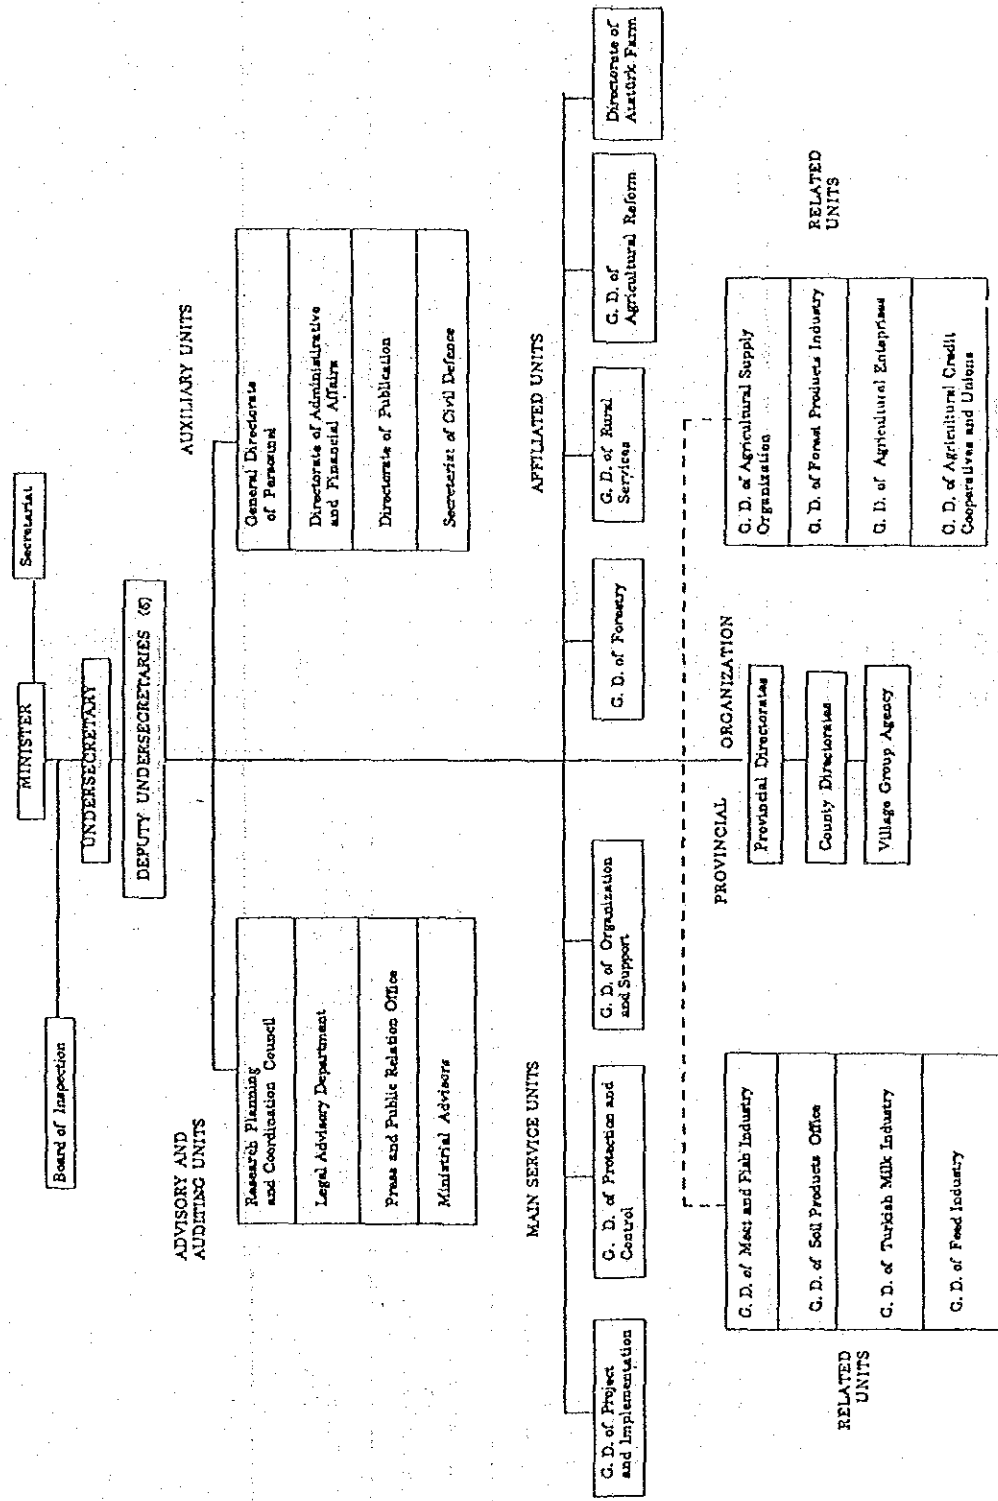 MINISTER
Secretarial
Board of Inspection
UNDERSECRETARY
DEPUTY UNDERSECRETARIES (6)
ADVISORY AND
AUDITING UNITS
Research Planning
and Coordination Council
Legal Advisory Department
Press and Public Relation Office
Ministrial Advisors
AUXILIARY UNITS
General Directorate
of Personnal
Directorate of Administrative
and Financial Affairs
Directorate of Publication
Secreteriat of Civil Defence
MAIN SERVICE UNITS
G. D. of Project
and Implementation
G. D. of Protection and
Control
G. D. of Organization
and Support
AFFILIATED UNITS
G. D. of Forestry
G. D. of Rural
Services
G. D. of
Agricultural Reform
Directorate of
Atatürk Farm
RELATED
UNITS
G. D. of Meat and Fish Industry
G. D. of Soil Products Office
G. D. of Turkish Milk Industry
G. D. of Feed Industry
PROVINCIAL ORGANIZATION
Provincial Directorates
County Directorates
Village Group Agency
G. D. of Agricultural Supply
Organization
G. D. of Forest Products Industry
G. D. of Agricultural Enteprises
G. D. of Agricultural Credit
Cooperatives and Unions
RELATED
UNITS